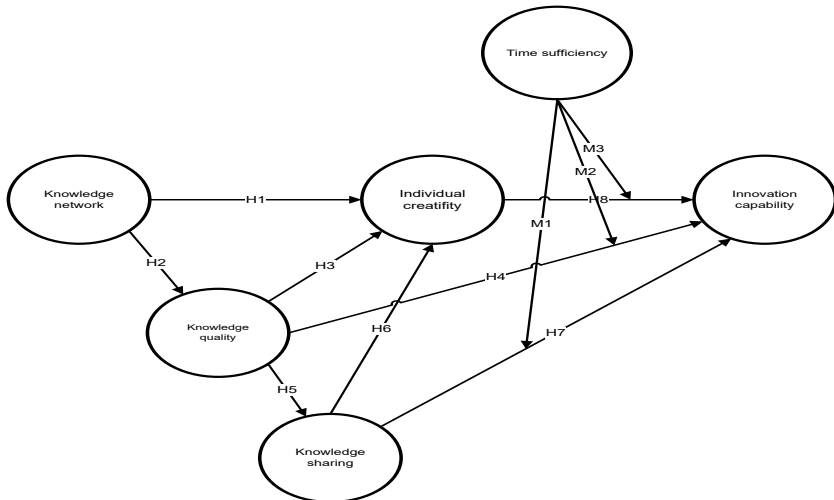 Time sufficiency
M3
M2
Knowledge
network
H1
Individual
creatifity
H8
Innovation
capability
M1
H2
H3
H4
Knowledge
quality
H6
H7
H5
Knowledge
sharing